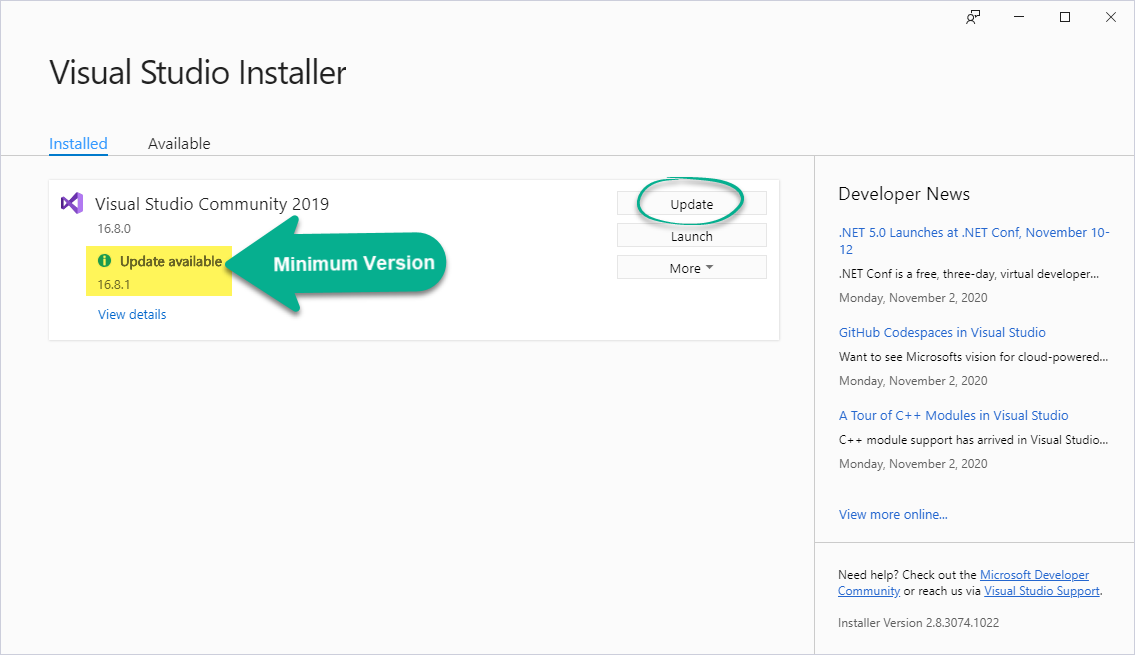 Visual Studio Installer
Installed
Available
Visual Studio Community 2019
16.8.0
Update available
16.8.1
View details
Minimum Version
Update
Launch
More
Developer News
.NET 5.0 Launches at .NET Conf, November 10-
12
.NET Conf is a free, three-day, virtual developer...
Monday, November 2, 2020
GitHub Codespaces in Visual Studio
Want to see Microsofts vision for cloud-powered...
Monday, November 2, 2020
A Tour of C++ Modules in Visual Studio
C++ module support has arrived in Visual Studio...
Monday, November 2, 2020
View more online...
Need help? Check out the Microsoft Developer
Community or reach us via Visual Studio Support.
Installer Version 2.8.3074.1022